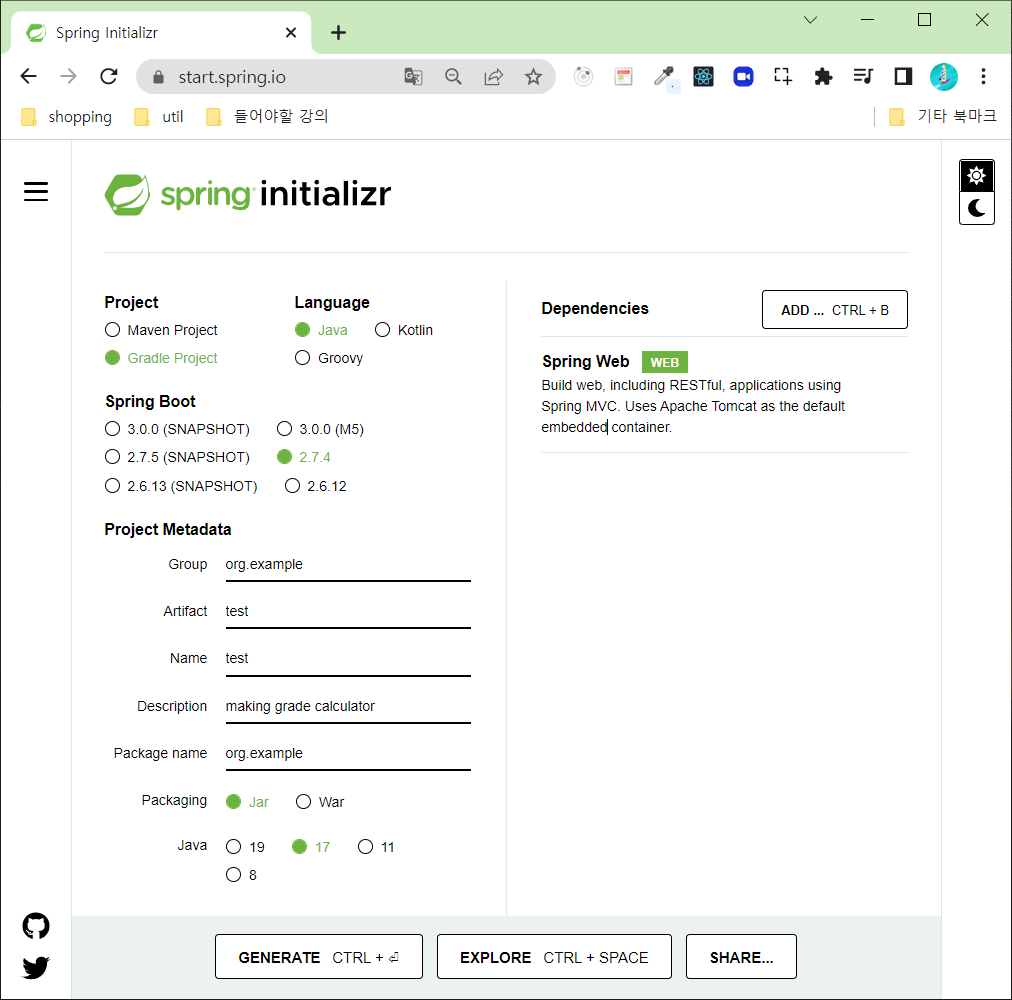 Spring Initializr
start.spring.io
shopping util 들어야할 강의 기타 북마크
spring initializr
Project
Maven Project
Gradle Project
Language
Java Kotlin
Groovy
Spring Boot
3.0.0 (SNAPSHOT) 3.0.0 (M5)
2.7.5 (SNAPSHOT) 2.7.4
2.6.13 (SNAPSHOT) 2.6.12
Project Metadata
Group org.example
Artifact test
Name test
Description making grade calculator
Package name org.example
Packaging Jar War
Java 19 17 11
8
Dependencies ADD ... CTRL + B
Spring Web WEB
Build web, including RESTful, applications using
Spring MVC. Uses Apache Tomcat as the default
embedded container.
GENERATE CTRL + ⏎ EXPLORE CTRL + SPACE SHARE...